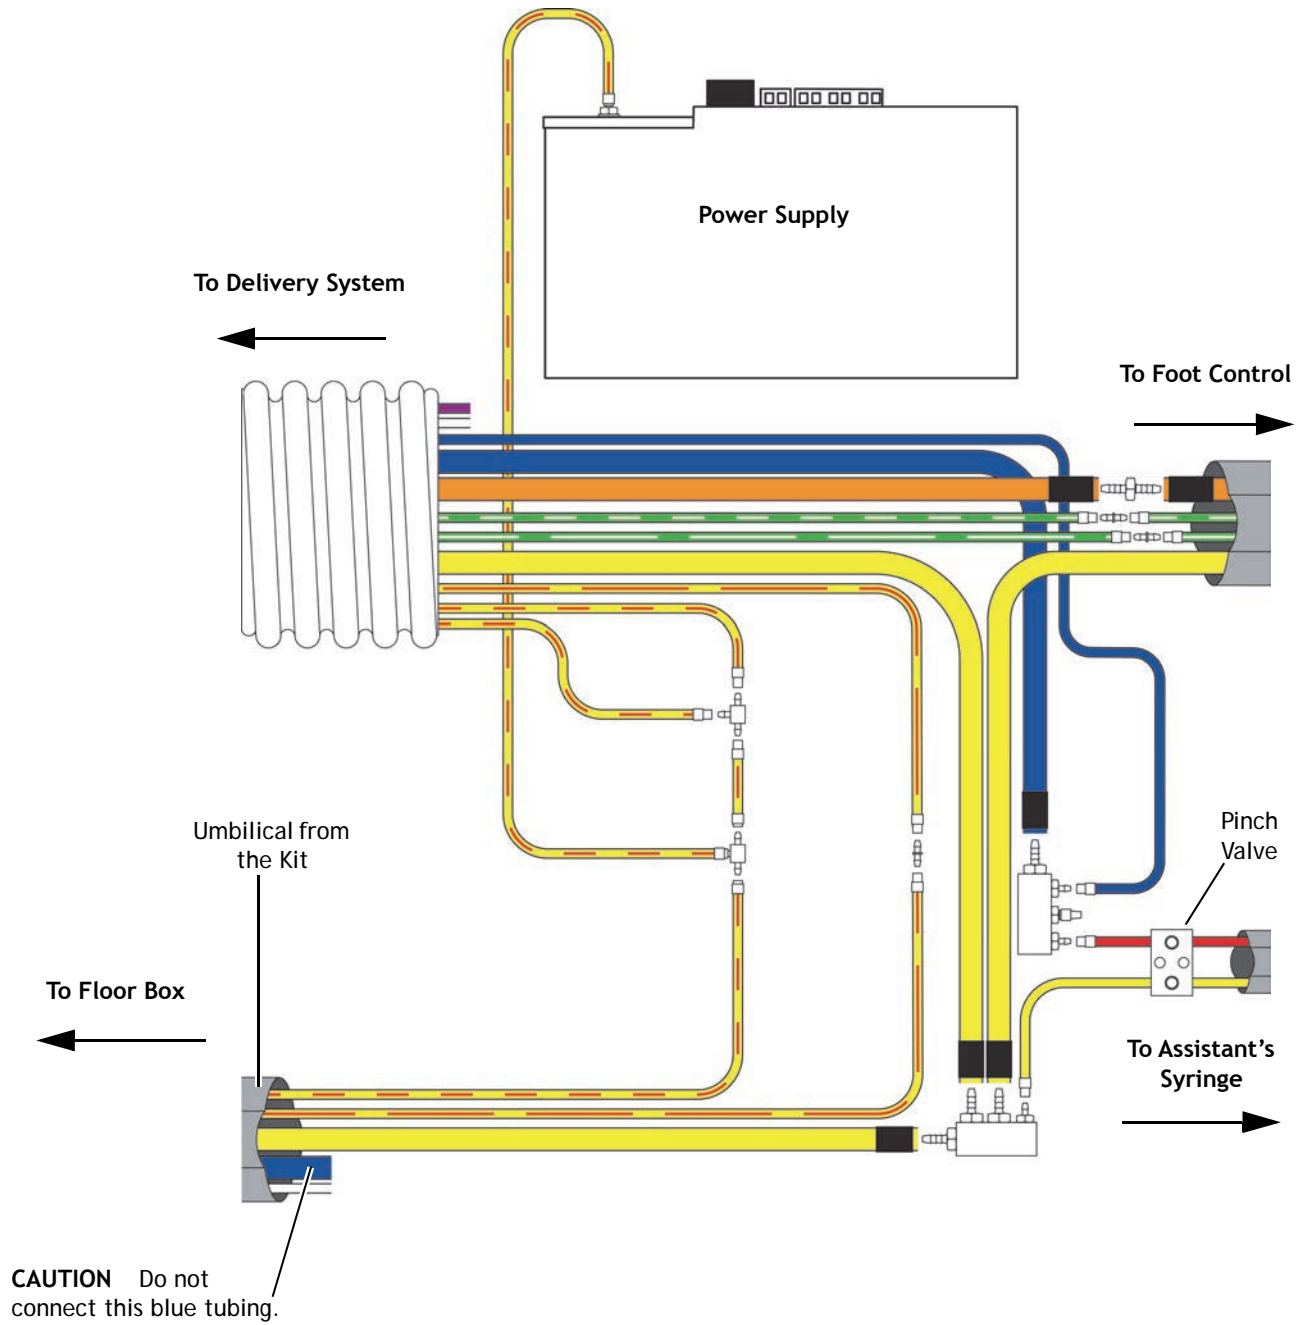 Power Supply
To Delivery System
To Foot Control
Umbilical from
the Kit
Pinch
Valve
To Floor Box
To Assistant's
Syringe
CAUTION Do not
connect this blue tubing.